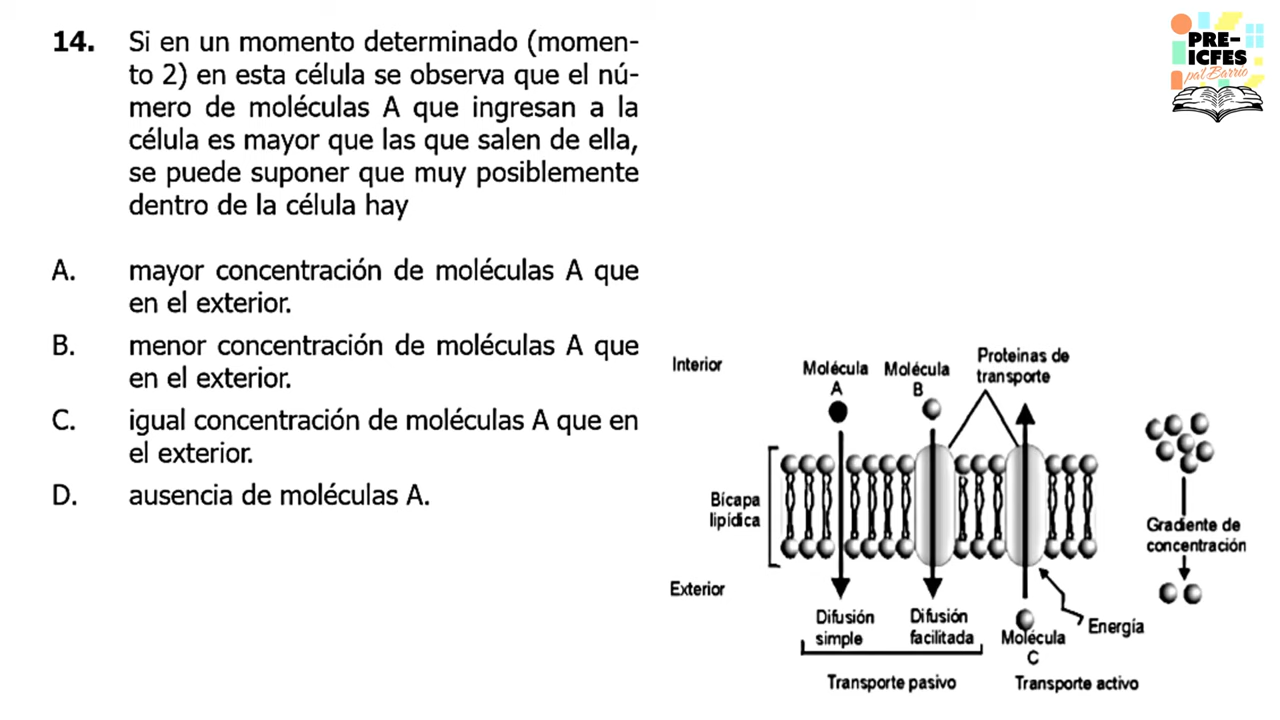 PRE-
ICFES
pa'l Barrio
14. Si en un momento determinado (momen-
to 2) en esta célula se observa que el nú-
mero de moléculas A que ingresan a la
célula es mayor que las que salen de ella,
se puede suponer que muy posiblemente
dentro de la célula hay
A. mayor concentración de moléculas A que
en el exterior.
B. menor concentración de moléculas A que
en el exterior.
C. igual concentración de moléculas A que en
el exterior.
D. ausencia de moléculas A.
Interior
Molécula
A
Molécula
B
Proteinas de
transporte
Bícapa
lipídica
Gradiente de
concentración
Exterior
Difusión
simple
Difusión
facilitada
Molécula
C
Energía
Transporte pasivo
Transporte activo